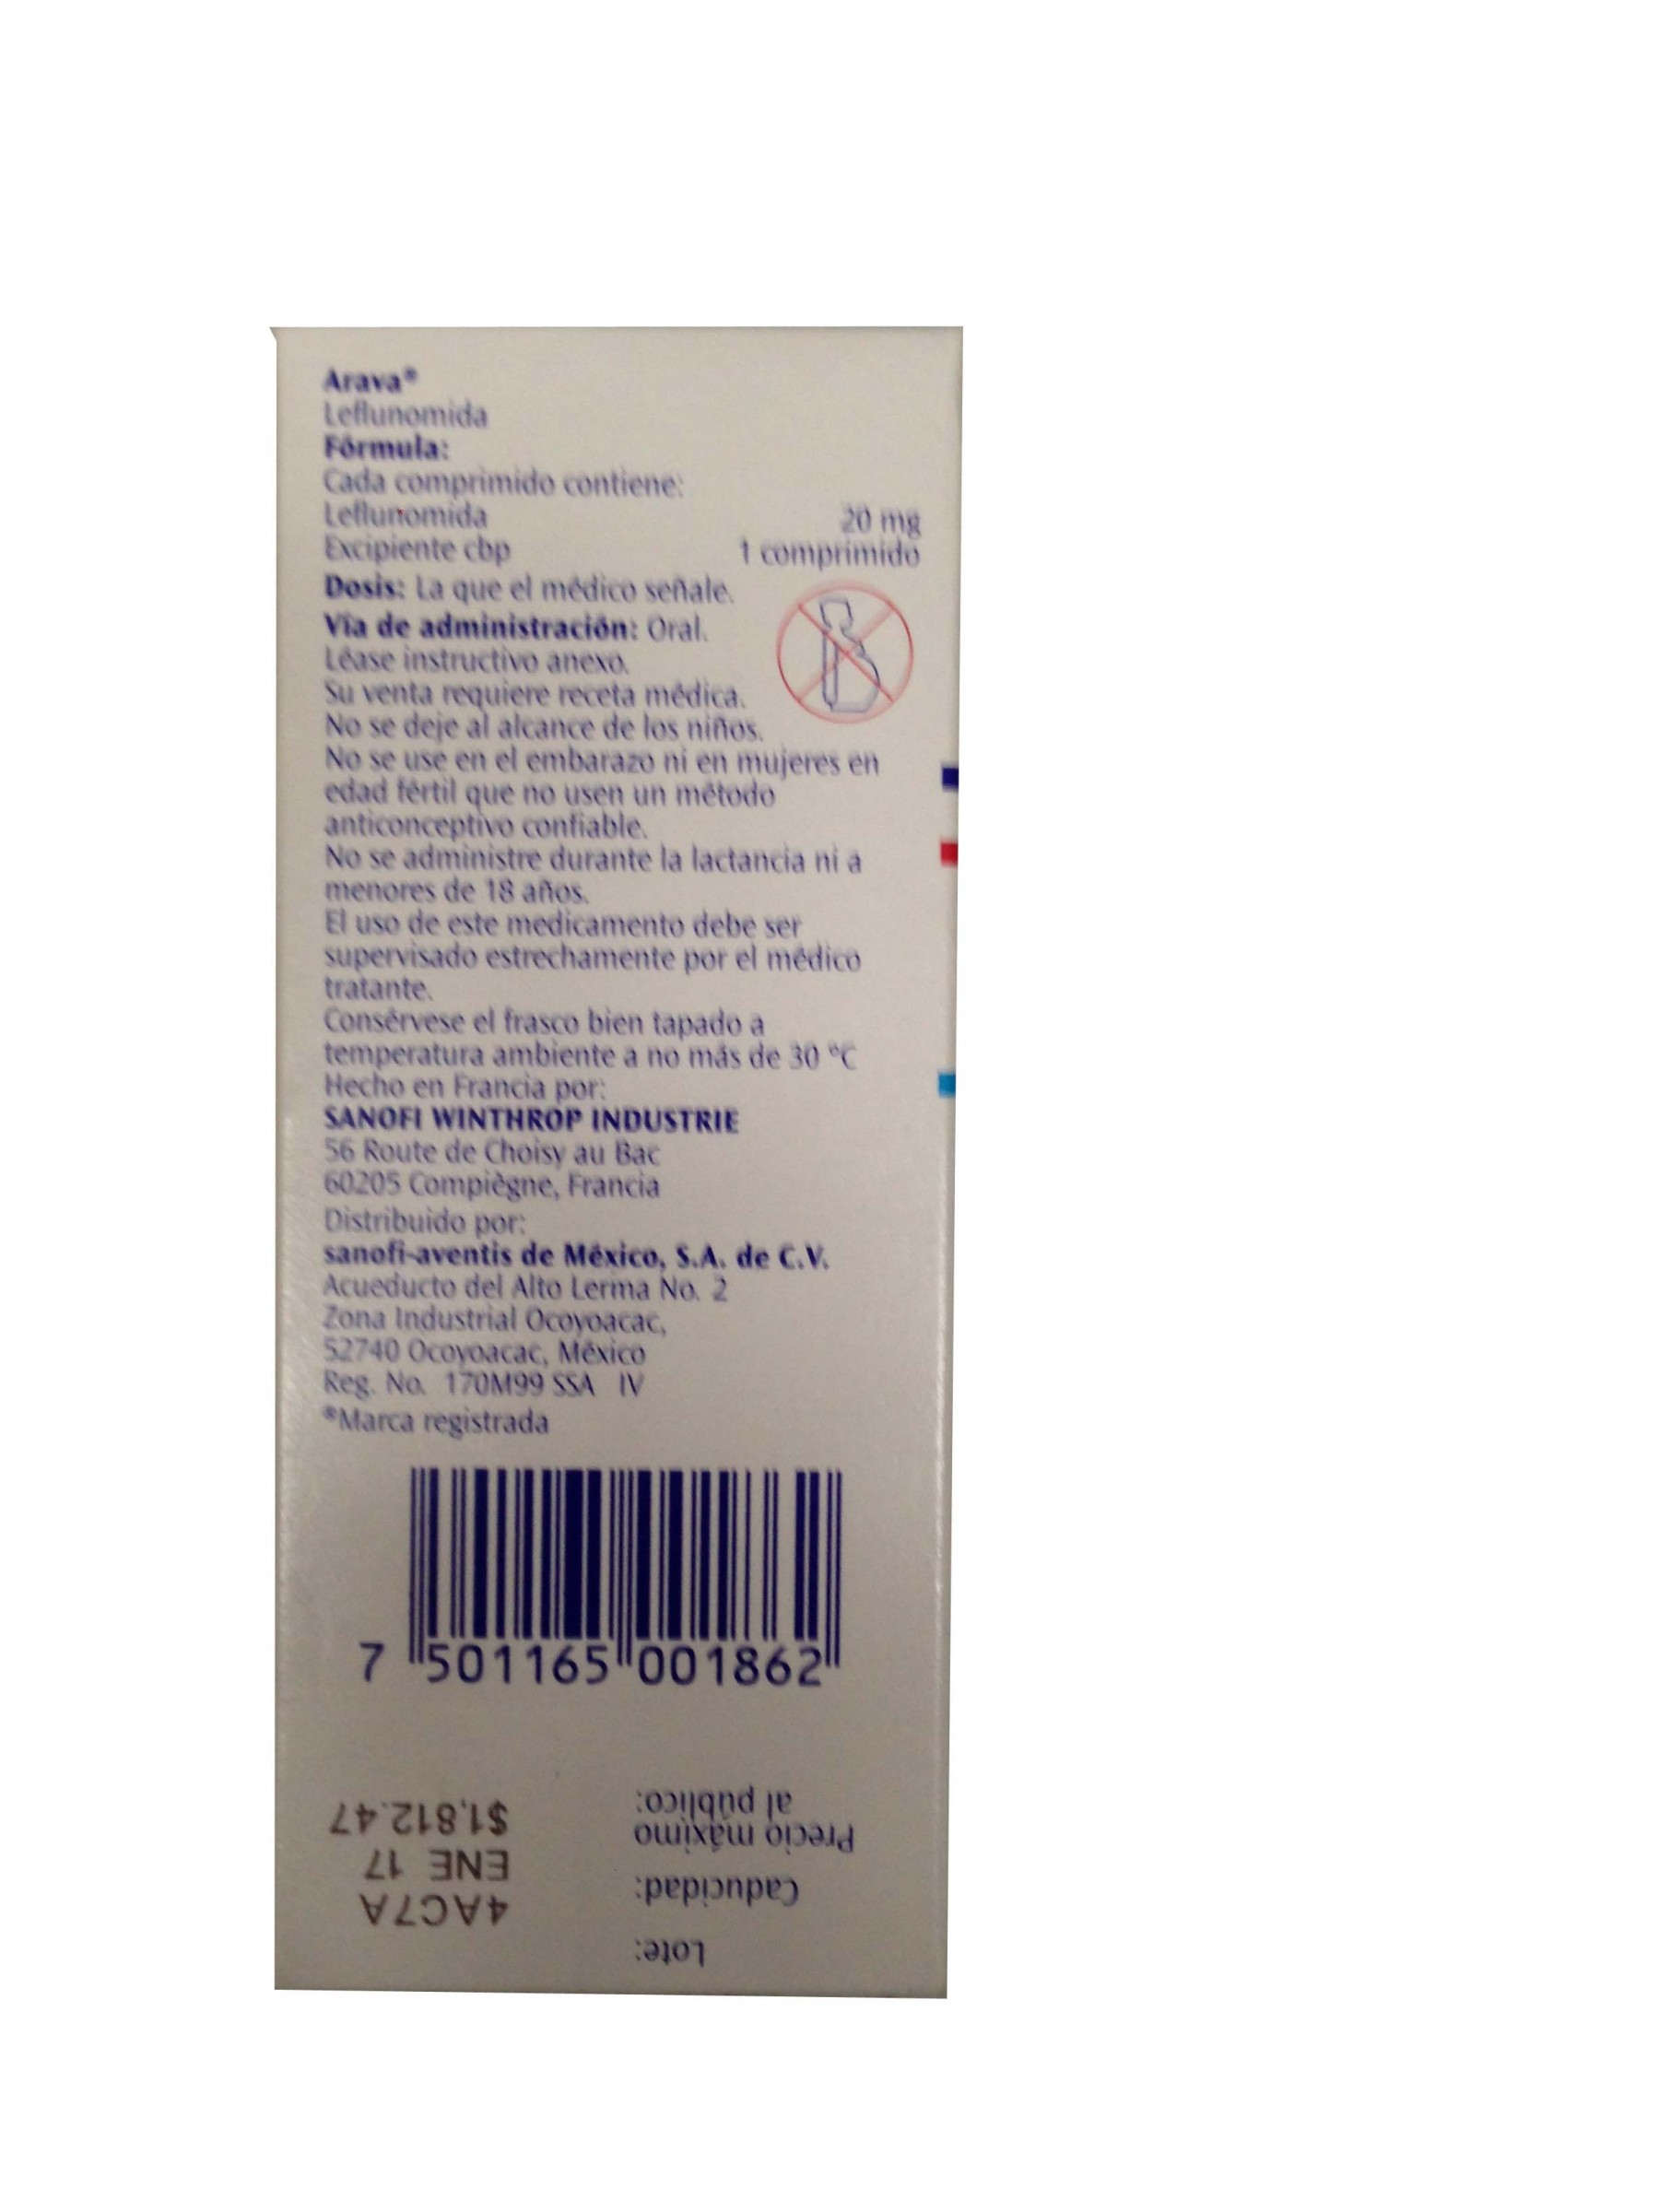 Arava®
Leflunomida
Fórmula:
Cada comprimido contiene:
Leflunomida 20 mg
Excipiente cbp 1 comprimido
Dosis: La que el médico señale.
Vía de administración: Oral.
Léase instructivo anexo.
Su venta requiere receta médica.
No se deje al alcance de los niños.
No se use en el embarazo ni en mujeres en
edad fértil que no usen un método
anticonceptivo confiable.
No se administre durante la lactancia ni a
menores de 18 años.
El uso de este medicamento debe ser
supervisado estrechamente por el médico
tratante.
Consérvese el frasco bien tapado a
temperatura ambiente a no más de 30 °C
Hecho en Francia por:
SANOFI WINTHROP INDUSTRIE
56 Route de Choisy au Bac
60205 Compiègne, Francia
Distribuido por:
sanofi-aventis de México, S.A. de C.V.
Acueducto del Alto Lerma No. 2
Zona Industrial Ocoyoacac,
52740 Ocoyoacac, México
Reg. No. 170M99 SSA IV
®Marca registrada
7 501165 001862
Lote: 4AC7A
Caducidad: ENE 17
Precio máximo
al público: $1,812.47